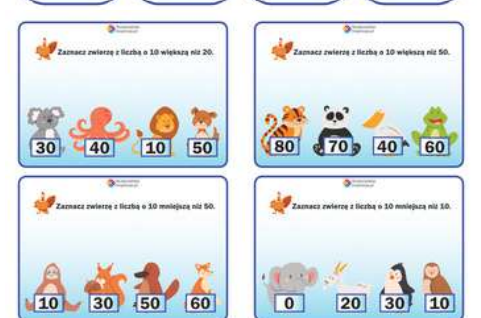 Zaznacz zwierzę z liczbą o 10 większą niż 20.
30 40 10 50
Zaznacz zwierzę z liczbą o 10 większą niż 50.
80 70 40 60
Zaznacz zwierzę z liczbą o 10 mniejszą niż 50.
10 30 50 60
Zaznacz zwierzę z liczbą o 10 mniejszą niż 10.
0 20 30 10